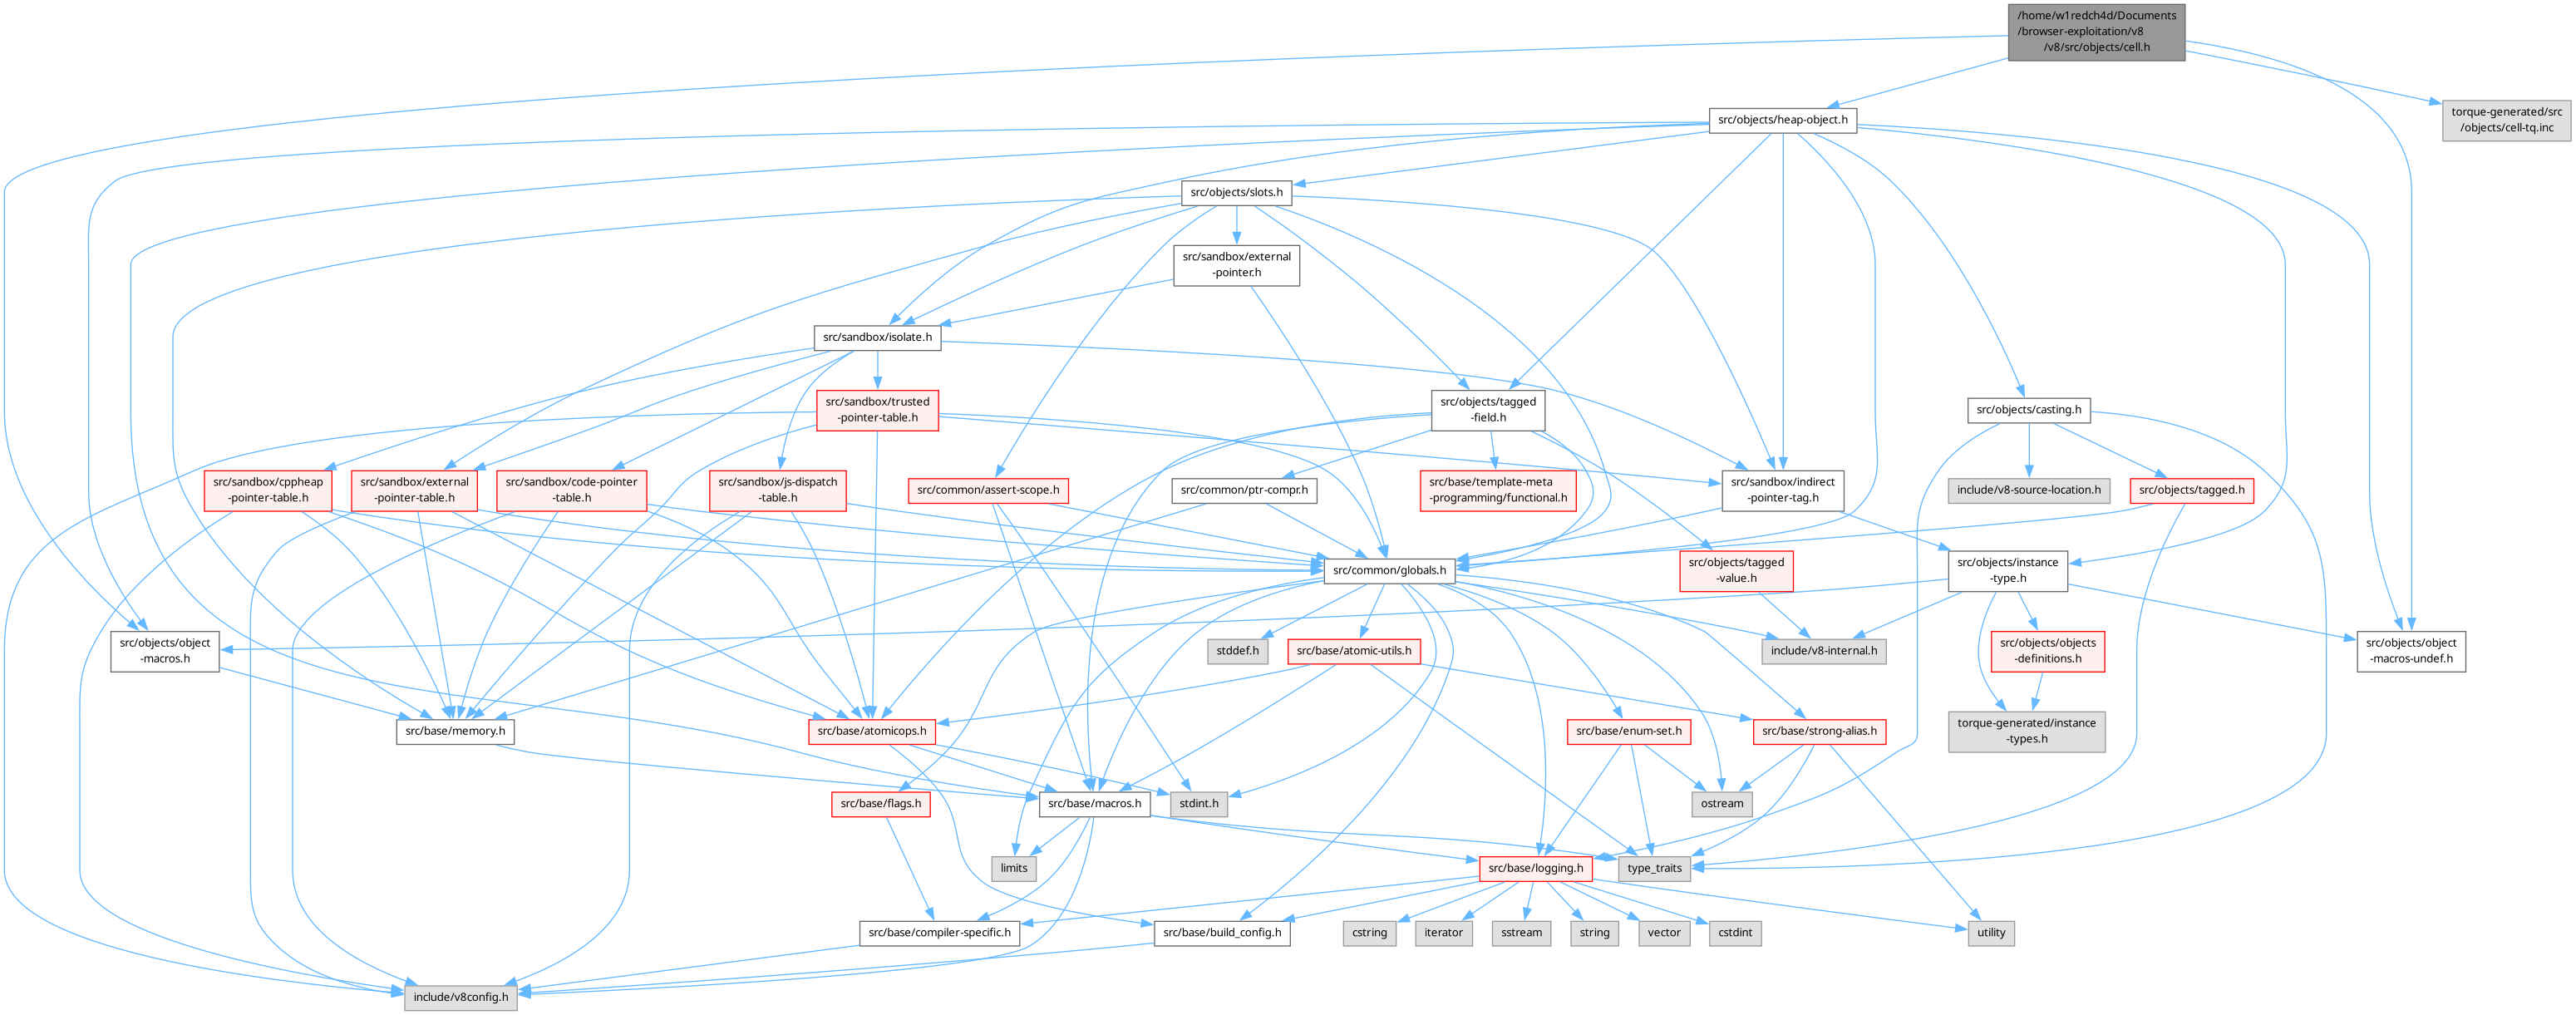 /home/w1redch4d/Documents
/browser-exploitation/v8
/v8/src/objects/cell.h
torque-generated/src
/objects/cell-tq.inc
src/objects/heap-object.h
src/objects/slots.h
src/sandbox/external
-pointer.h
src/sandbox/isolate.h
src/sandbox/trusted
-pointer-table.h
src/objects/tagged
-field.h
src/objects/casting.h
src/sandbox/cppheap
-pointer-table.h
src/sandbox/external
-pointer-table.h
src/sandbox/code-pointer
-table.h
src/sandbox/js-dispatch
-table.h
src/common/assert-scope.h
src/common/ptr-compr.h
src/base/template-meta
-programming/functional.h
src/sandbox/indirect
-pointer-tag.h
include/v8-source-location.h
src/objects/tagged.h
src/common/globals.h
src/objects/tagged
-value.h
src/objects/instance
-type.h
src/objects/object
-macros.h
stddef.h
src/base/atomic-utils.h
include/v8-internal.h
src/objects/objects
-definitions.h
src/objects/object
-macros-undef.h
src/base/memory.h
src/base/atomicops.h
src/base/enum-set.h
src/base/strong-alias.h
torque-generated/instance
-types.h
src/base/flags.h
src/base/macros.h
stdint.h
ostream
limits
src/base/logging.h
type_traits
src/base/compiler-specific.h
src/base/build_config.h
cstring
iterator
sstream
string
vector
cstdint
utility
include/v8config.h